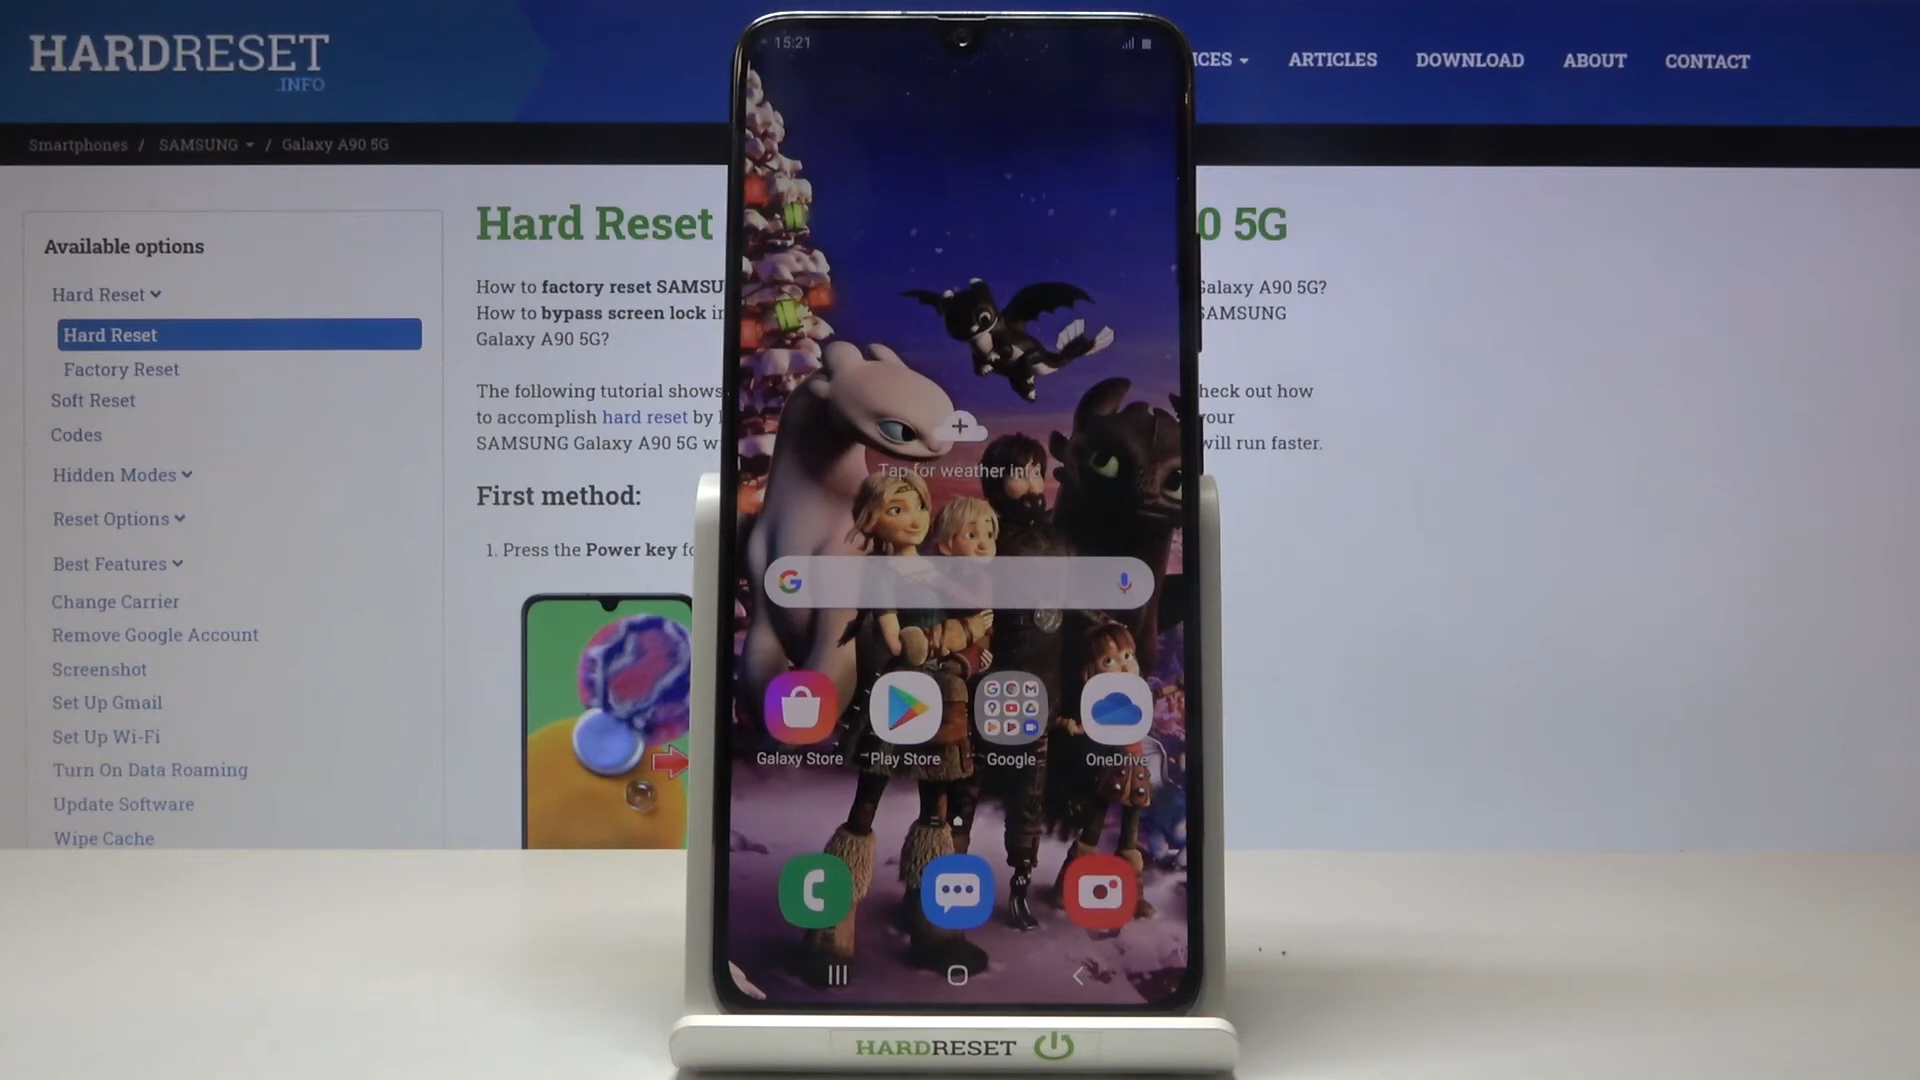 HARDRESET
.INFO
ICES ARTICLES DOWNLOAD ABOUT CONTACT
Smartphones / SAMSUNG / Galaxy A90 5G
Available options
Hard Reset
Hard Reset
Factory Reset
Soft Reset
Codes
Hidden Modes
Reset Options
Best Features
Change Carrier
Remove Google Account
Screenshot
Set Up Gmail
Set Up Wi-Fi
Turn On Data Roaming
Update Software
Wipe Cache
Hard Reset 0 5G
How to factory reset SAMSU Galaxy A90 5G?
How to bypass screen lock in SAMSUNG
Galaxy A90 5G?
The following tutorial shows heck out how
to accomplish hard reset by your
SAMSUNG Galaxy A90 5G w will run faster.
First method:
1. Press the Power key fo
15:21
Tap for weather info
G
Galaxy Store Play Store Google OneDrive
HARDRESET